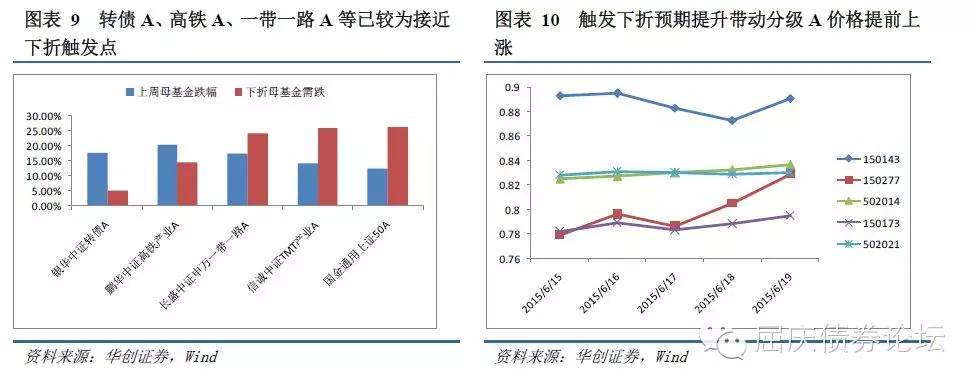 图表 9 转债 A、高铁 A、一带一路 A 等已较为接近
下折触发点
上周母基金跌幅 下折母基金需跌
30.00%
25.00%
20.00%
15.00%
10.00%
5.00%
0.00%
银华中证转债A
鹏华中证高铁产业A
长盛中证申万一带一路A
信诚中证TMT产业A
国金通用上证50A
资料来源：华创证券，Wind
图表 10 触发下折预期提升带动分级 A 价格提前上
涨
0.9
0.88
0.86
0.84
0.82
0.8
0.78
0.76
2015/6/15
2015/6/16
2015/6/17
2015/6/18
2015/6/19
150143
150277
502014
150173
502021
资料来源：华创证券，Wind
屈庆债券论坛